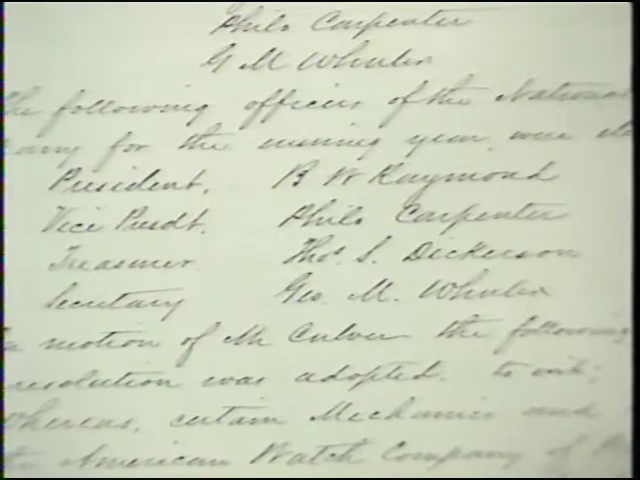 Philo Carpenter
G M Wheeler
the following officers of the National
for the ensuing year, were
President, B W Raymond
Vice Presdt. Philo Carpenter
Treasurer Thos. S. Dickerson
Secretary Geo. M. Wheeler
motion of Mr Culver the following
resolution was adopted. to wit:
Whereas, certain Mechanics and
American Watch Company of